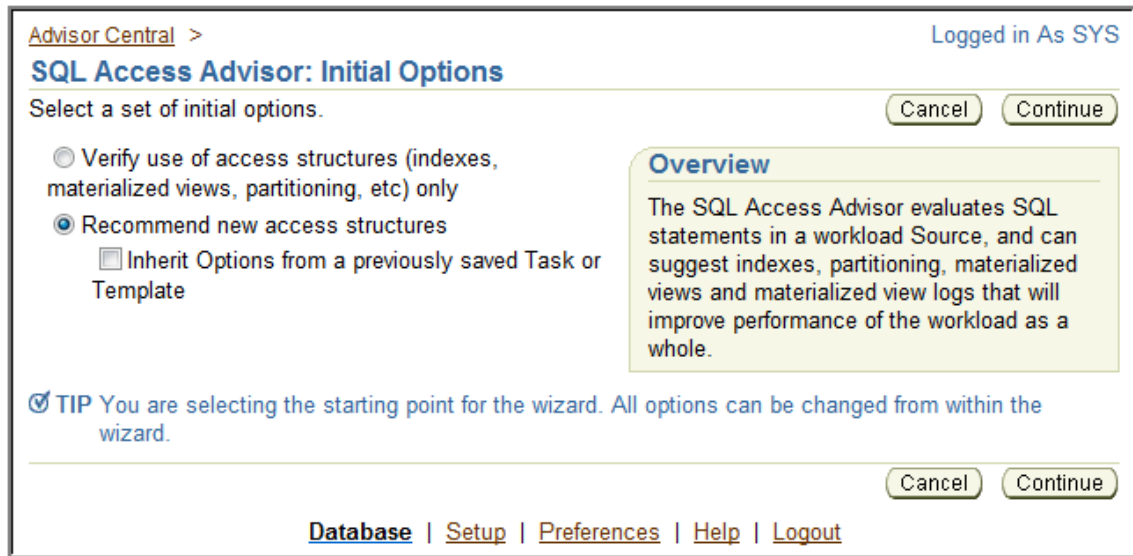 Advisor Central >
Logged in As SYS
SQL Access Advisor: Initial Options
Select a set of initial options.
Cancel Continue
Verify use of access structures (indexes,
materialized views, partitioning, etc) only
Recommend new access structures
Inherit Options from a previously saved Task or
Template
Overview
The SQL Access Advisor evaluates SQL
statements in a workload Source, and can
suggest indexes, partitioning, materialized
views and materialized view logs that will
improve performance of the workload as a
whole.
TIP You are selecting the starting point for the wizard. All options can be changed from within the
wizard.
Cancel Continue
Database | Setup | Preferences | Help | Logout